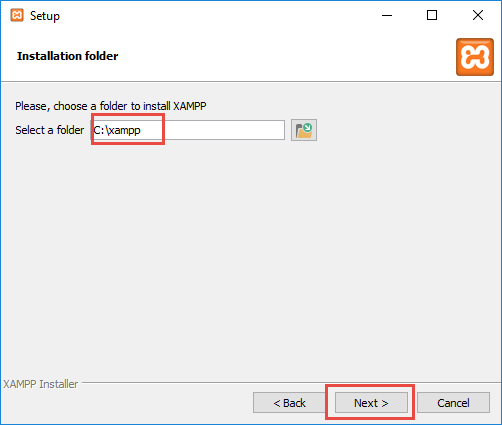 Setup
Installation folder
Please, choose a folder to install XAMPP
Select a folder C:\xampp
XAMPP Installer
< Back Next > Cancel